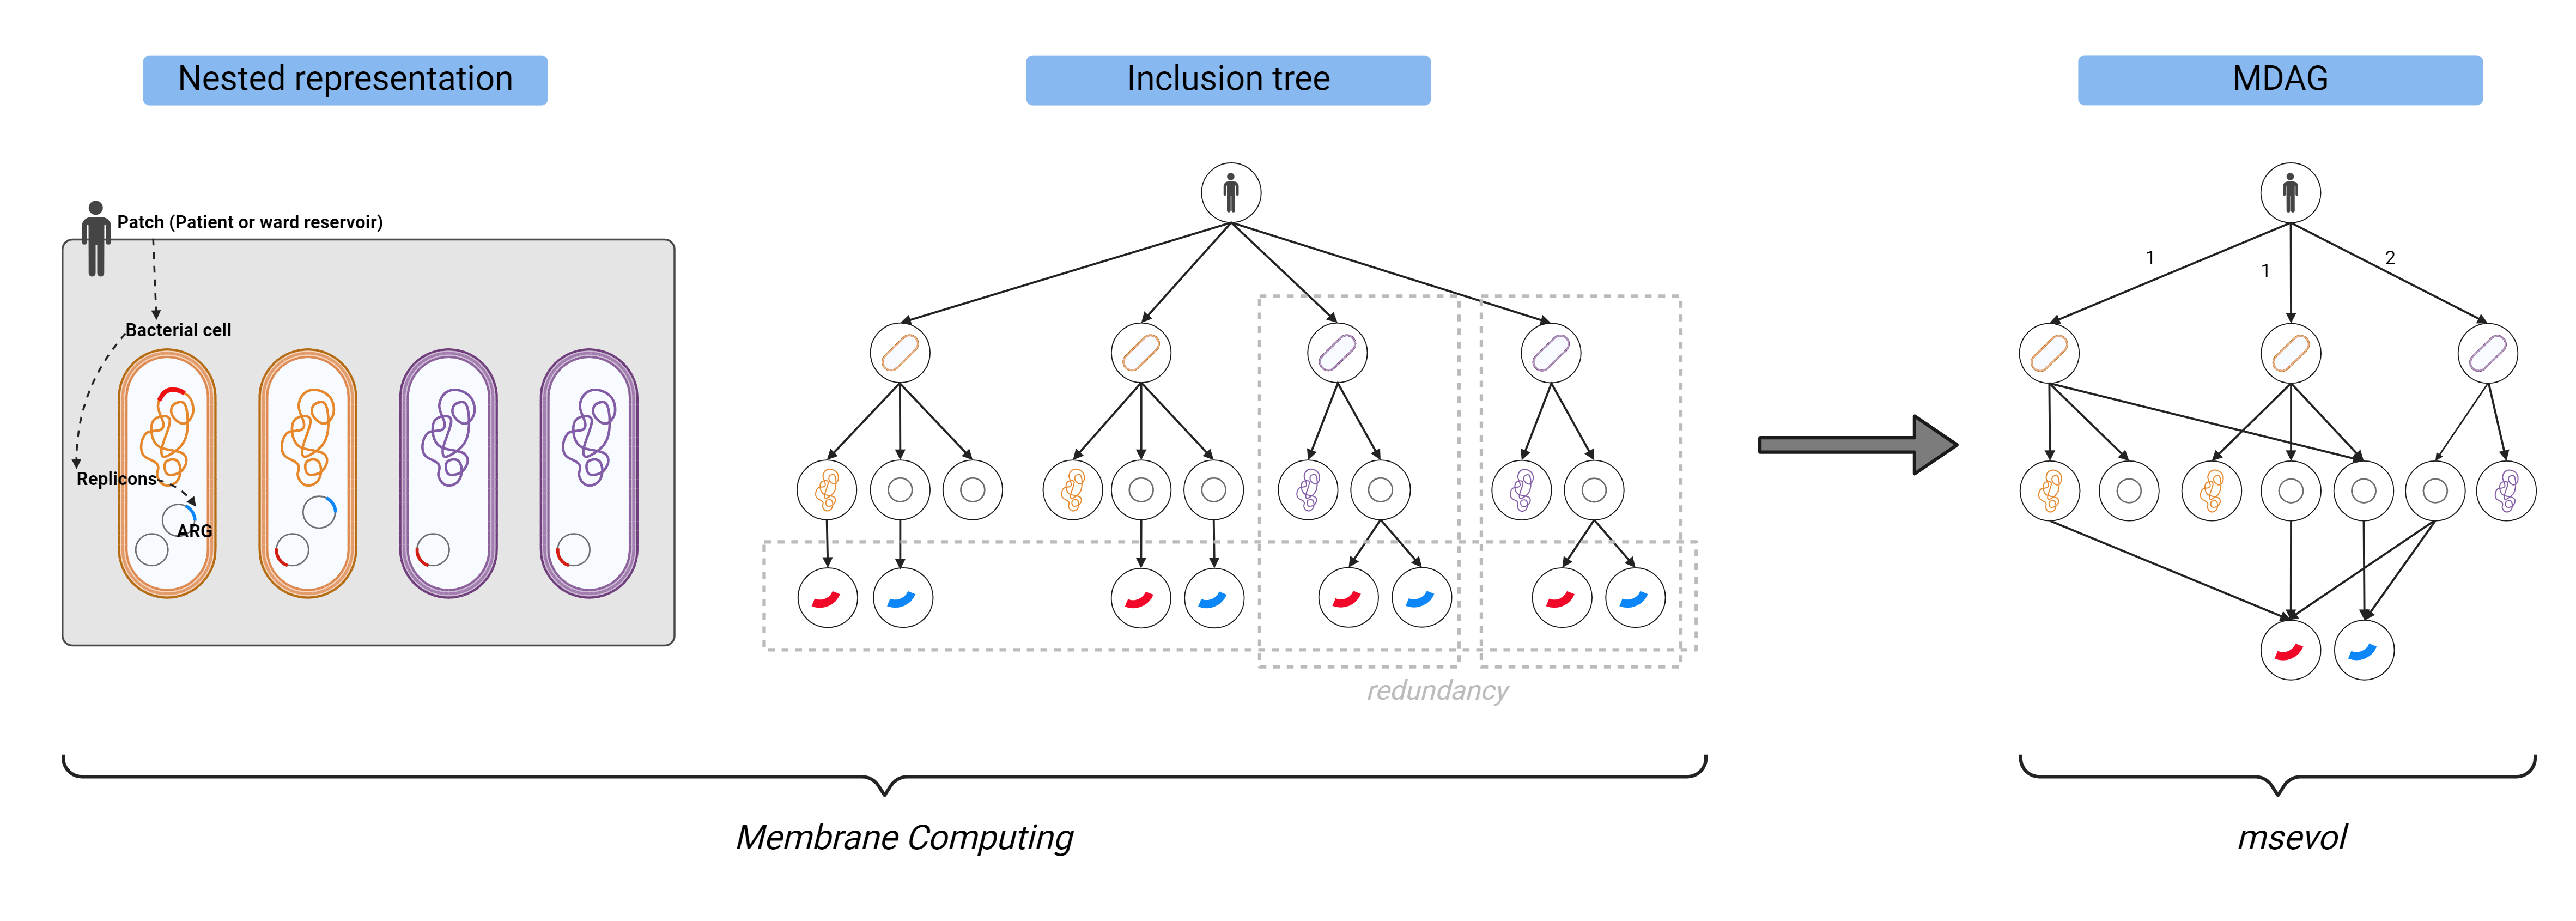 Nested representation
Inclusion tree
MDAG
Patch (Patient or ward reservoir)
Bacterial cell
Replicons
ARG
1
1
2
redundancy
Membrane Computing
msevol